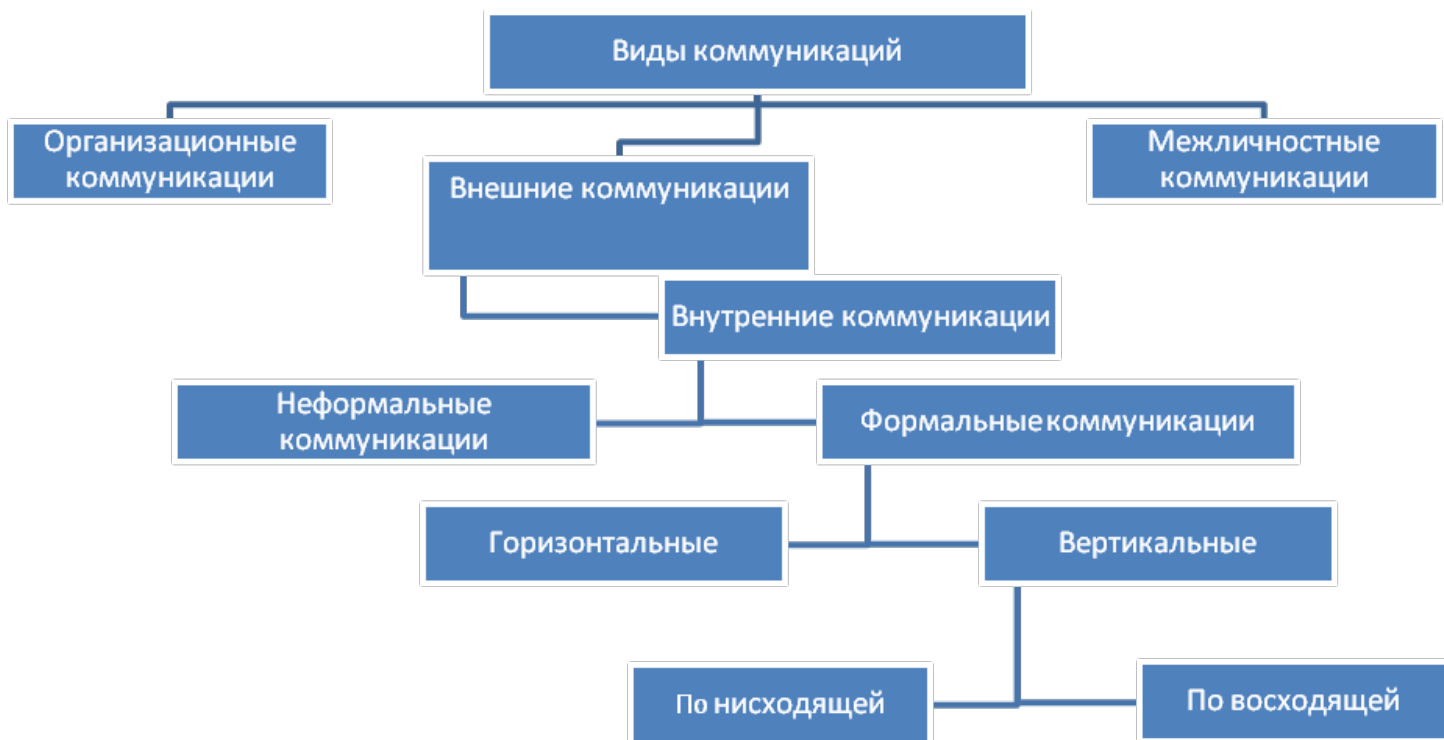 Виды коммуникаций
Организационные
коммуникации
Внешние коммуникации
Межличностные
коммуникации
Внутренние коммуникации
Неформальные
коммуникации
Формальные коммуникации
Горизонтальные
Вертикальные
По нисходящей
По восходящей